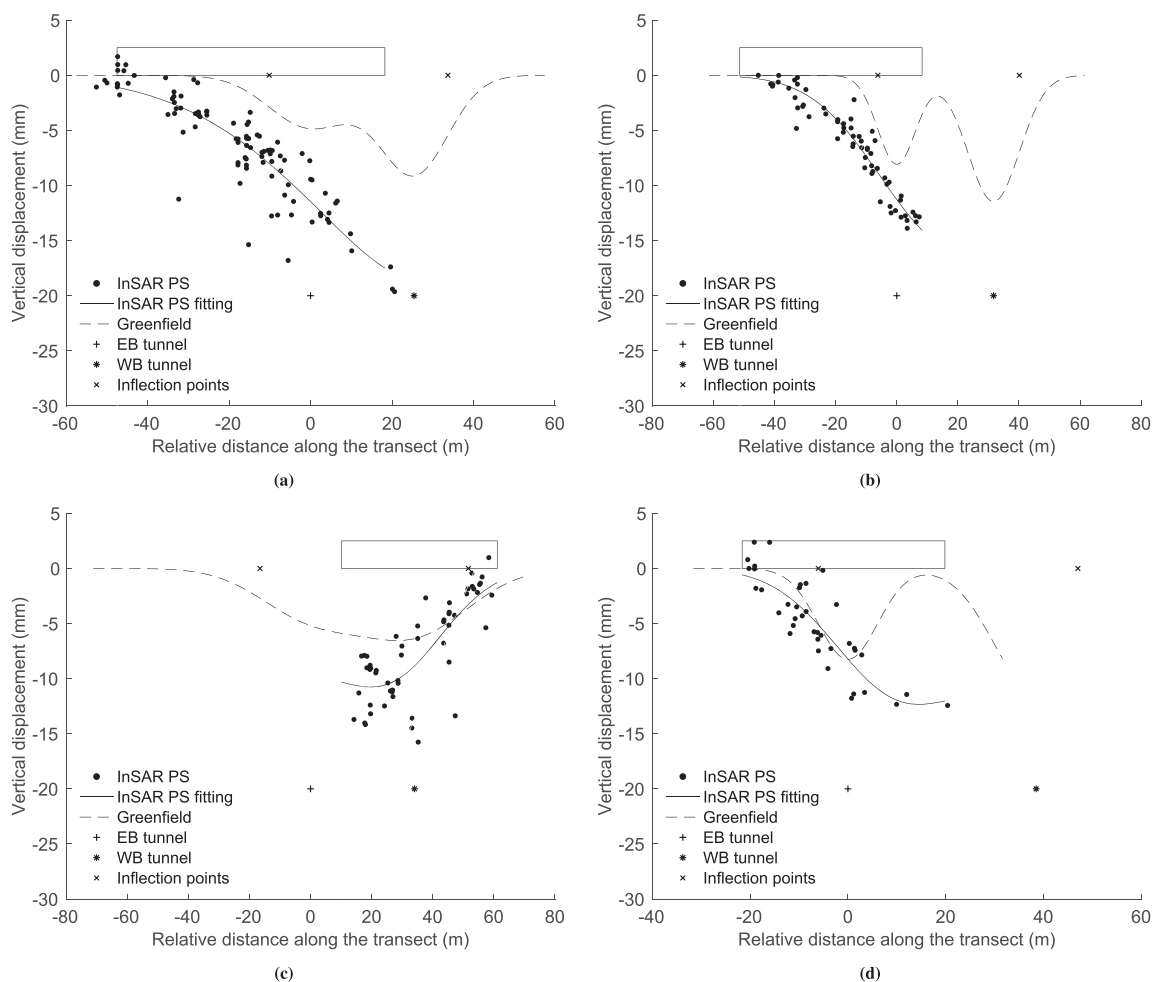 5
0
-5
-10
-15
-20
-25
-30
Vertical displacement (mm)
InSAR PS
InSAR PS fitting
Greenfield
EB tunnel
WB tunnel
Inflection points
-60 -40 -20 0 20 40 60
Relative distance along the transect (m)
(a)
5
0
-5
-10
-15
-20
-25
-30
Vertical displacement (mm)
InSAR PS
InSAR PS fitting
Greenfield
EB tunnel
WB tunnel
Inflection points
-80 -60 -40 -20 0 20 40 60 80
Relative distance along the transect (m)
(b)
5
0
-5
-10
-15
-20
-25
-30
Vertical displacement (mm)
InSAR PS
InSAR PS fitting
Greenfield
EB tunnel
WB tunnel
Inflection points
-80 -60 -40 -20 0 20 40 60 80
Relative distance along the transect (m)
(c)
5
0
-5
-10
-15
-20
-25
-30
Vertical displacement (mm)
InSAR PS
InSAR PS fitting
Greenfield
EB tunnel
WB tunnel
Inflection points
-40 -20 0 20 40 60
Relative distance along the transect (m)
(d)